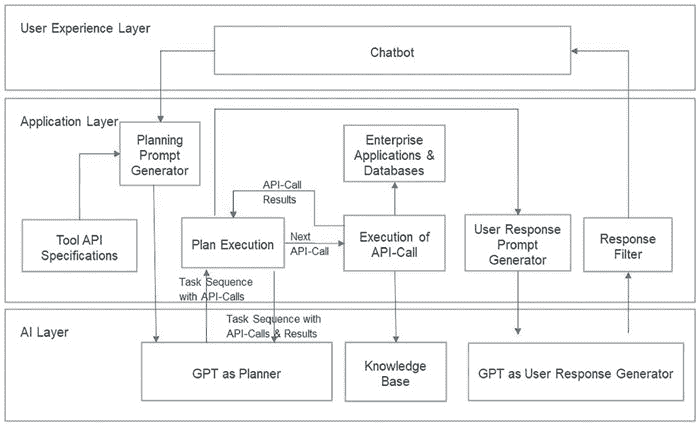 User Experience Layer
Chatbot
Application Layer
Planning
Prompt
Generator
Enterprise
Applications &
Databases
API-Call
Results
Tool API
Specifications
Plan Execution
Next
API-Call
Execution of
API-Call
User Response
Prompt
Generator
Response
Filter
Task Sequence
with API-Calls
Task Sequence with
API-Calls & Results
AI Layer
GPT as Planner
Knowledge
Base
GPT as User Response Generator